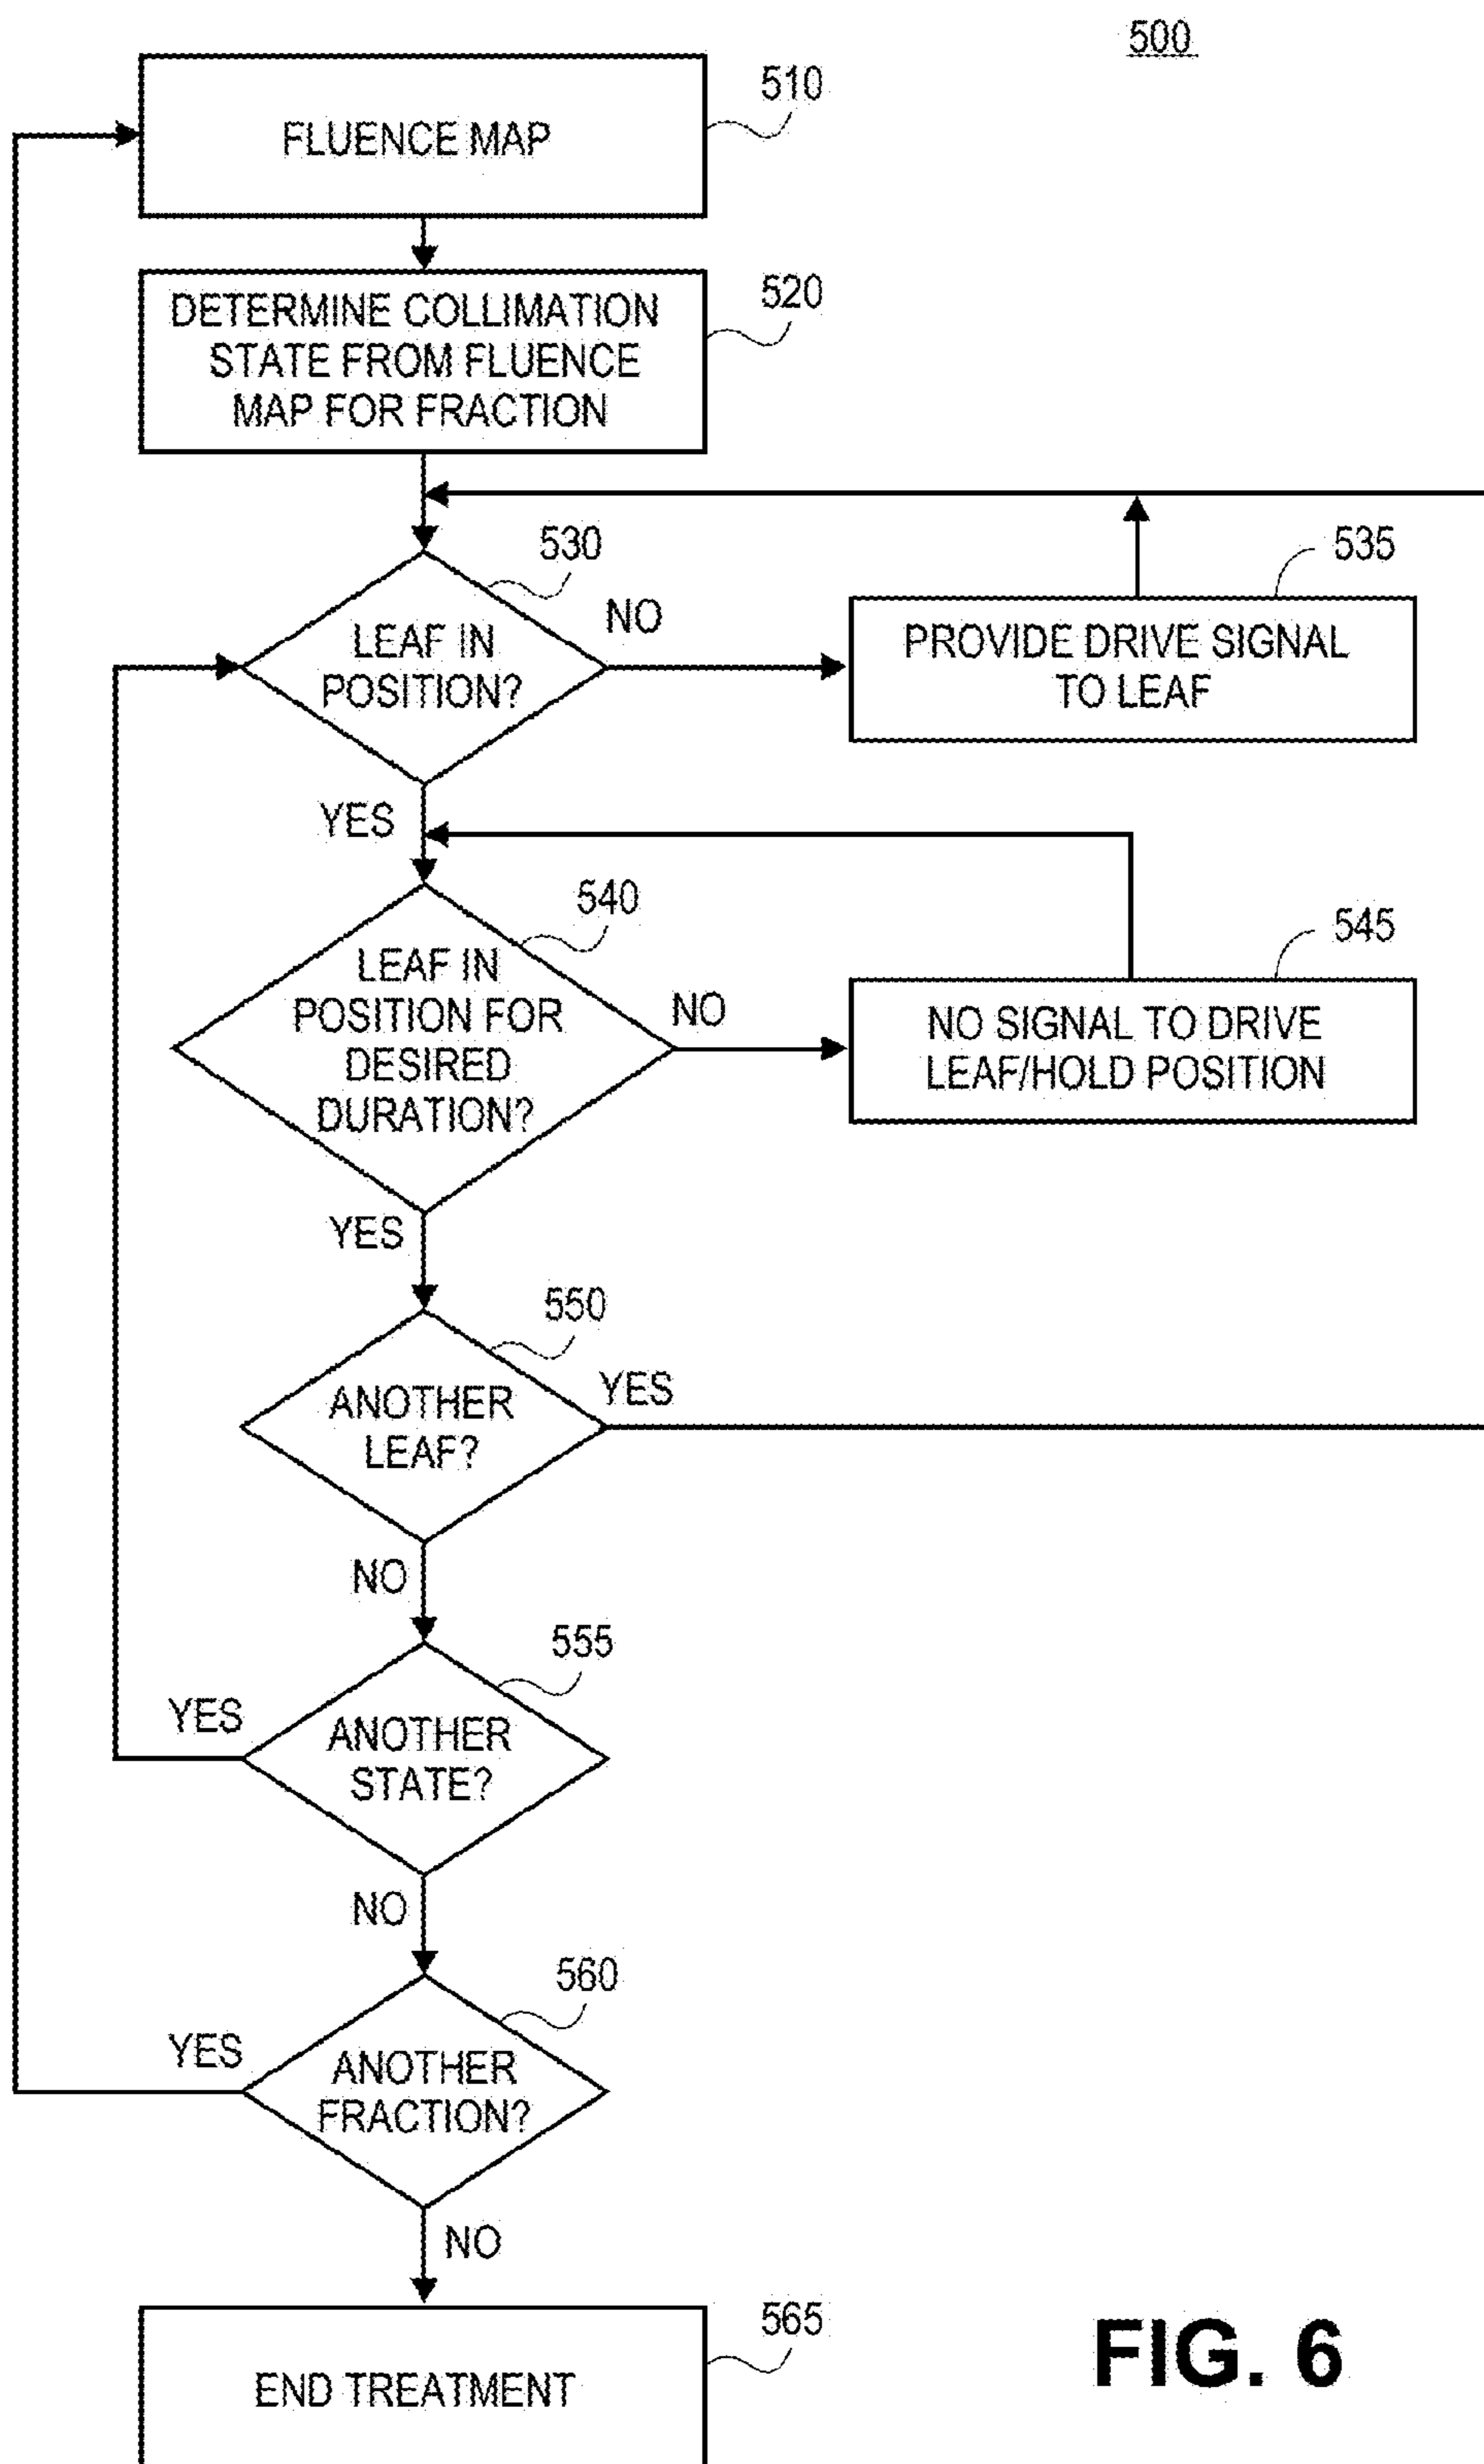 500
FLUENCE MAP
510
DETERMINE COLLIMATION
STATE FROM FLUENCE
MAP FOR FRACTION
520
530
LEAF IN
POSITION?
NO
535
PROVIDE DRIVE SIGNAL
TO LEAF
YES
540
LEAF IN
POSITION FOR
DESIRED
DURATION?
NO
545
NO SIGNAL TO DRIVE
LEAF/HOLD POSITION
YES
550
ANOTHER
LEAF?
YES
NO
555
ANOTHER
STATE?
YES
NO
560
ANOTHER
FRACTION?
YES
NO
565
END TREATMENT
FIG. 6